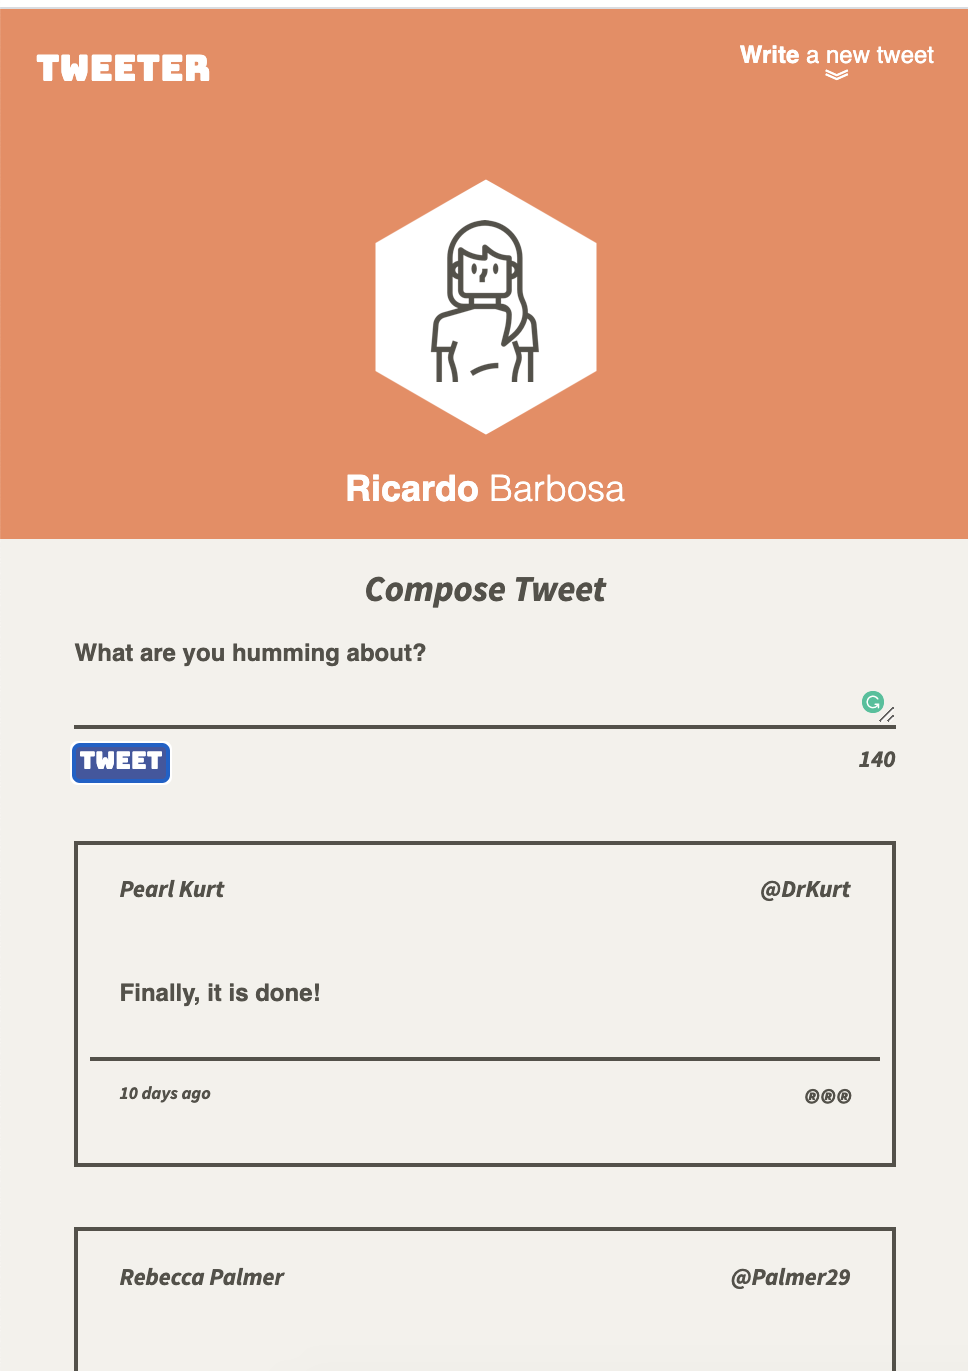 TWEETER
Write a new tweet
Ricardo Barbosa
Compose Tweet
What are you humming about?
TWEET
140
Pearl Kurt
@DrKurt
Finally, it is done!
10 days ago
®®®
Rebecca Palmer
@Palmer29